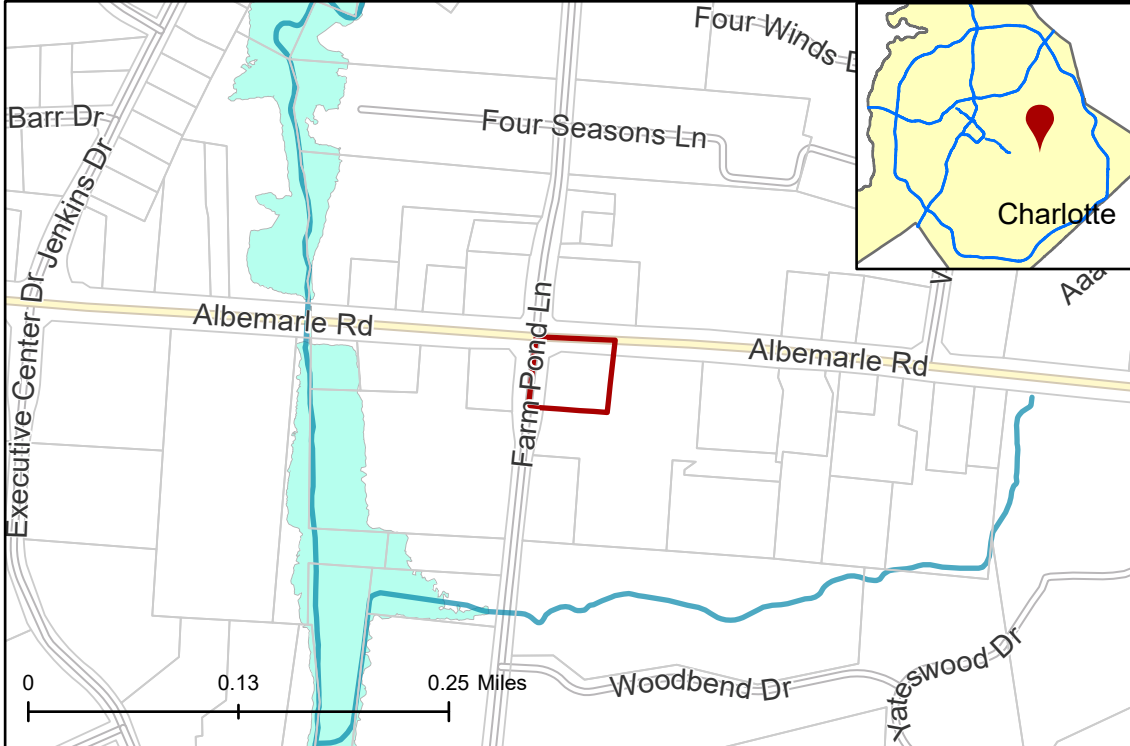 Four Winds D
Barr Dr
Four Seasons Ln
Jenkins Dr
Charlotte
Executive Center Dr
Albemarle Rd
Farm Pond Ln
Albemarle Rd
W
Aaa
Woodbend Dr
Yateswood Dr
0 0.13 0.25 Miles